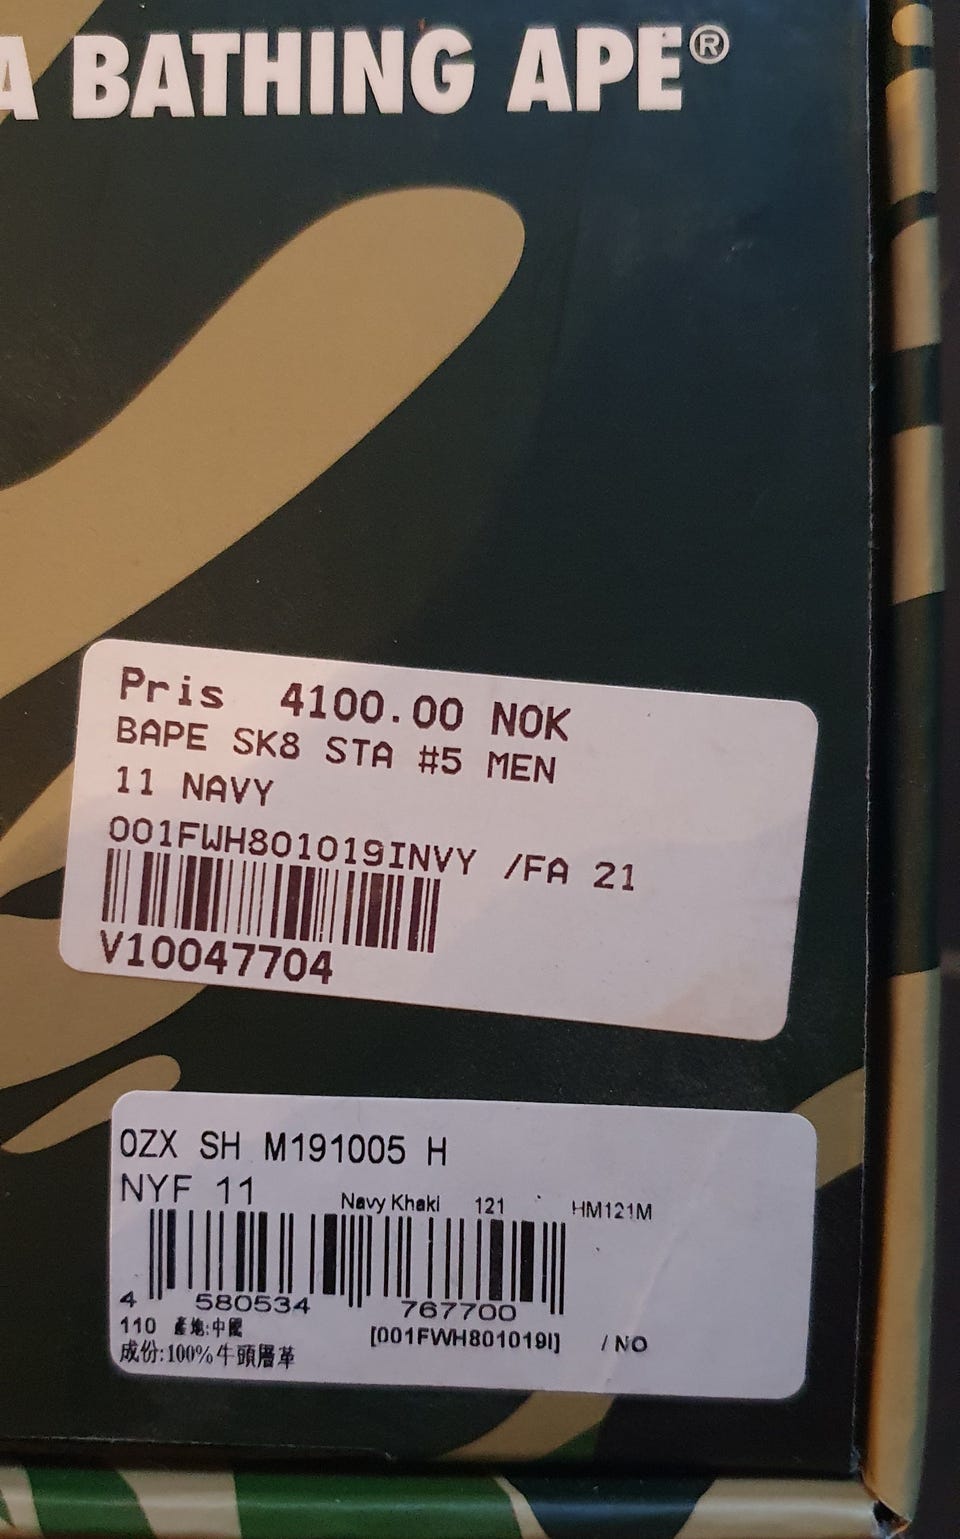 A BATHING APE®
Pris 4100.00 NOK
BAPE SK8 STA #5 MEN
11 NAVY
001FWH801019INVY /FA 21
V10047704
OZX SH M191005 H
NYF 11
Navy Khaki 121 HM121M
4 580534 767700
110 產地:中國 [001FWH801019I] / NO
成份:100%牛頭層革